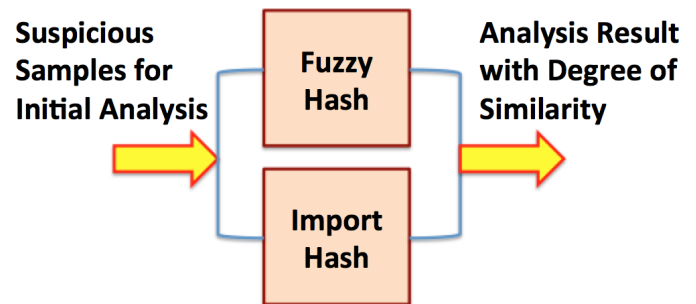 Suspicious
Samples for
Initial Analysis
Fuzzy
Hash
Import
Hash
Analysis Result
with Degree of
Similarity